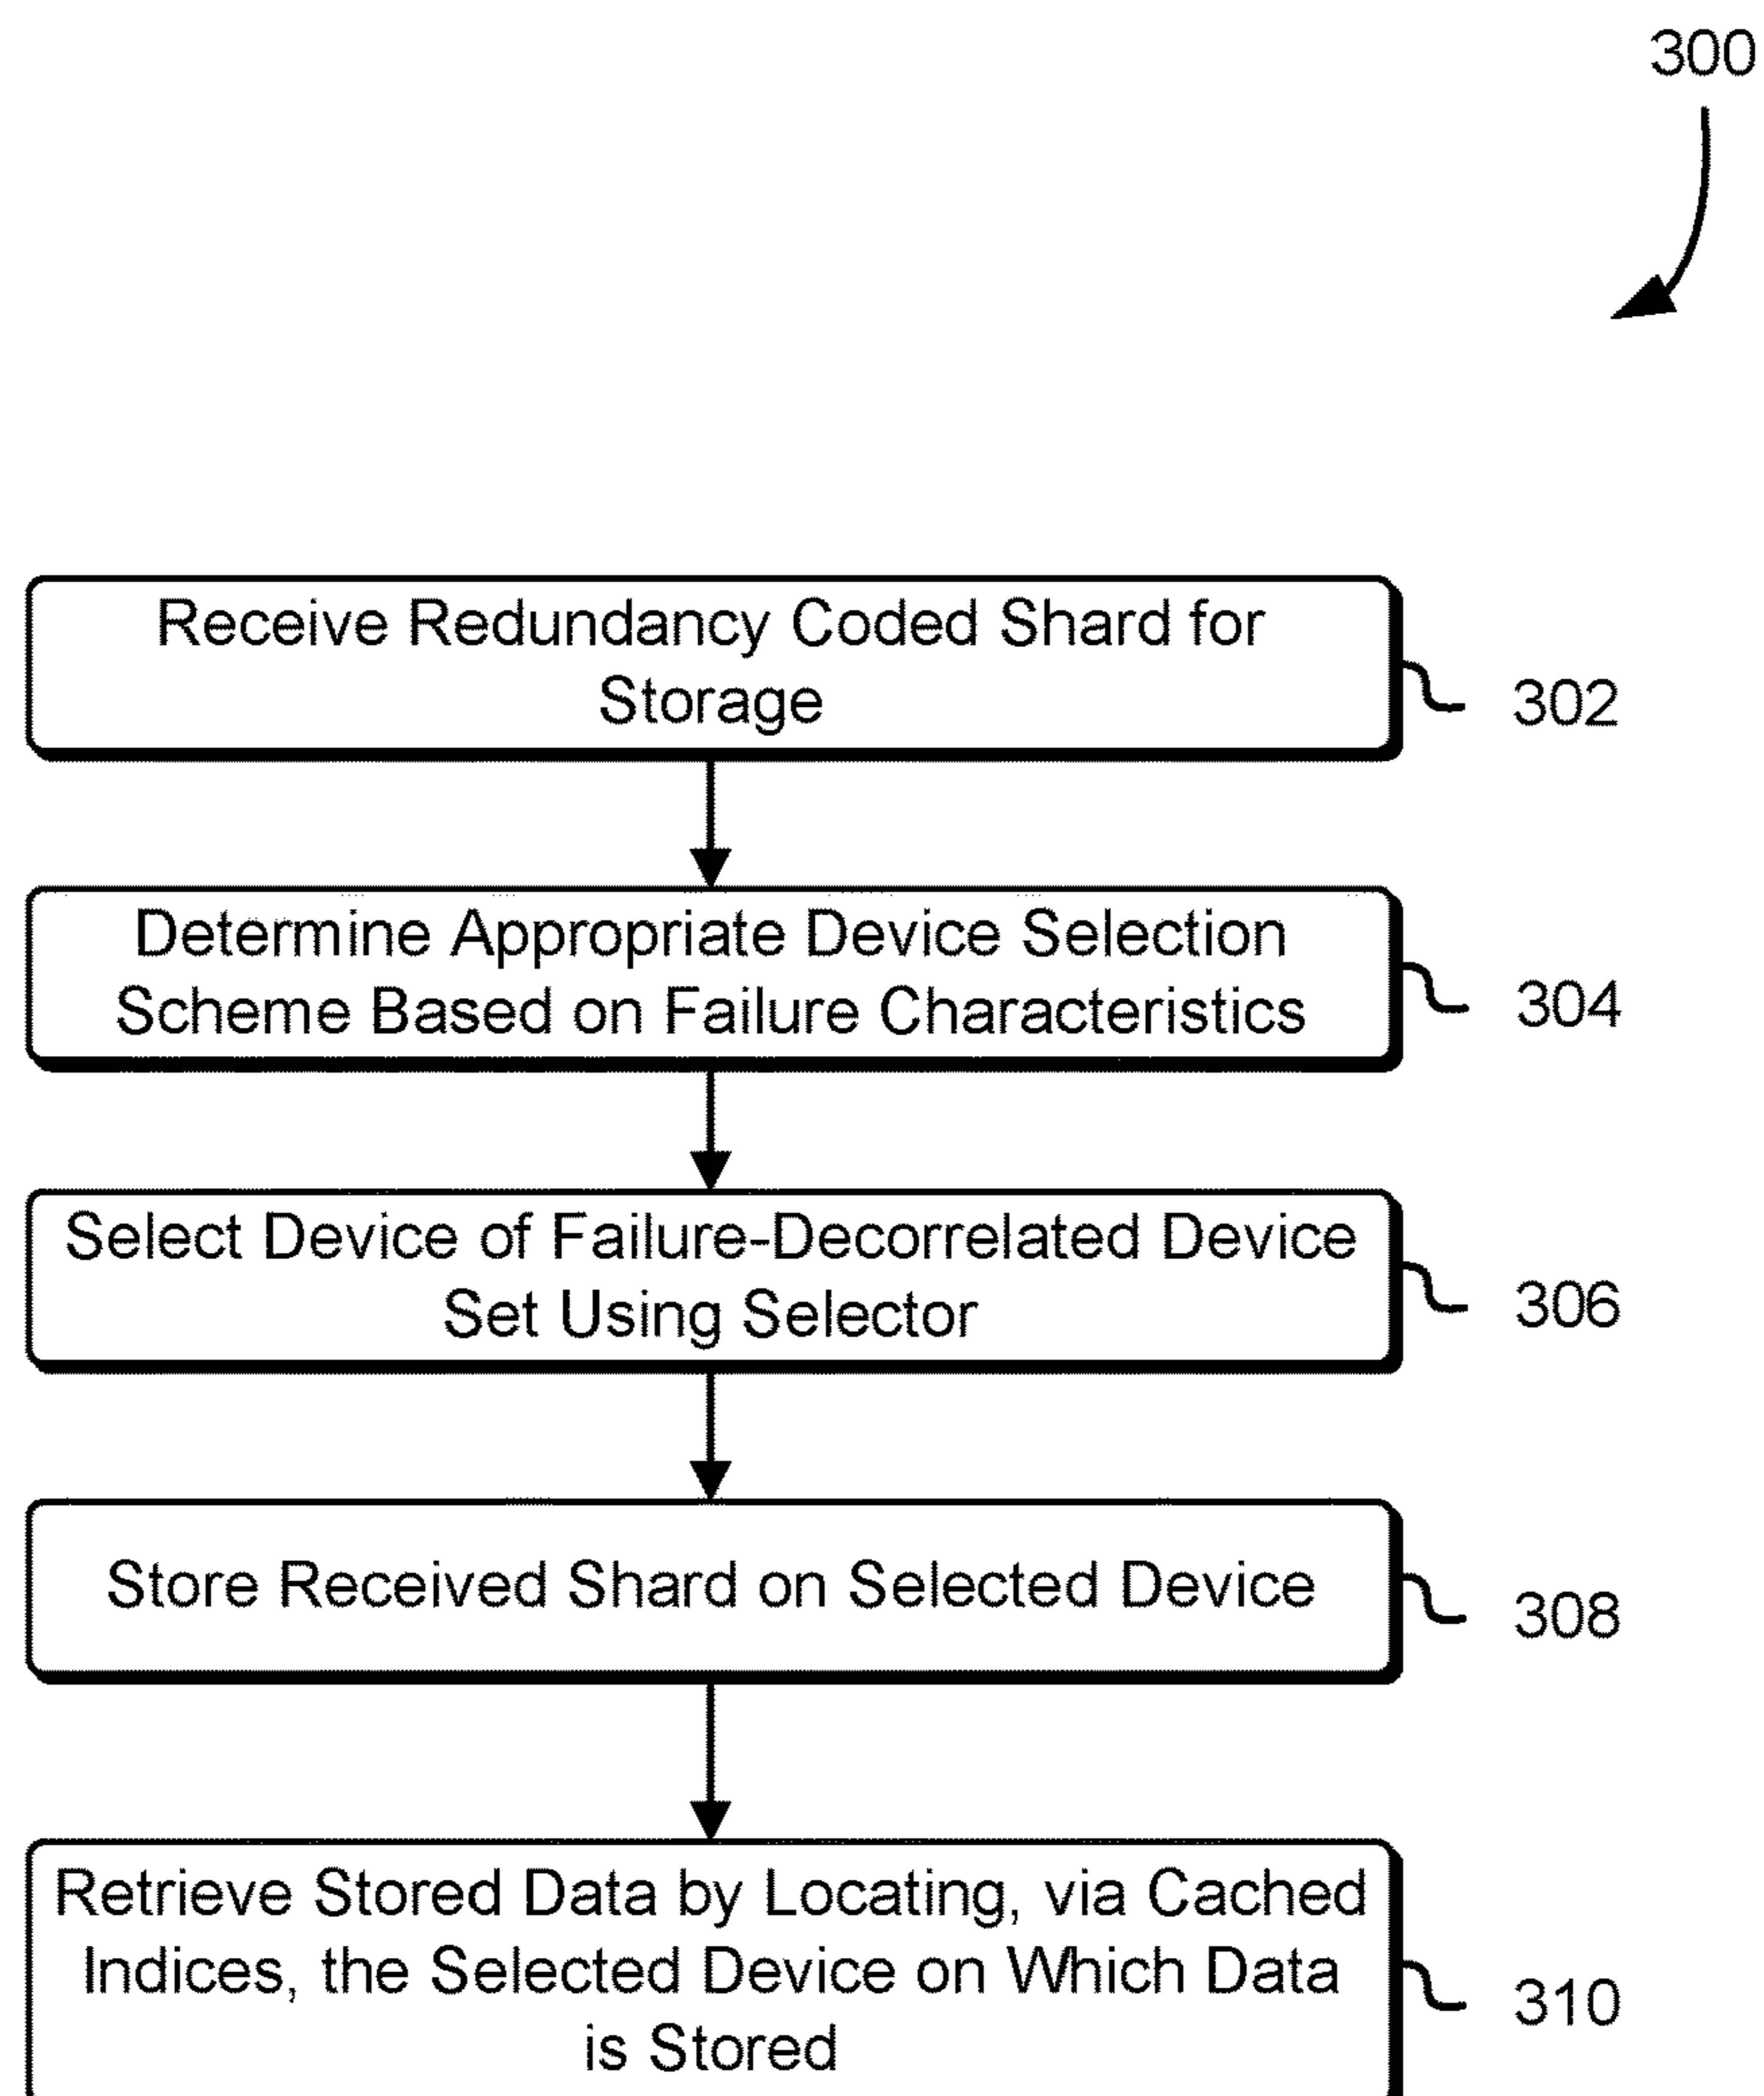 300
Receive Redundancy Coded Shard for
Storage
302
Determine Appropriate Device Selection
Scheme Based on Failure Characteristics
304
Select Device of Failure-Decorrelated Device
Set Using Selector
306
Store Received Shard on Selected Device
308
Retrieve Stored Data by Locating, via Cached
Indices, the Selected Device on Which Data
is Stored
310